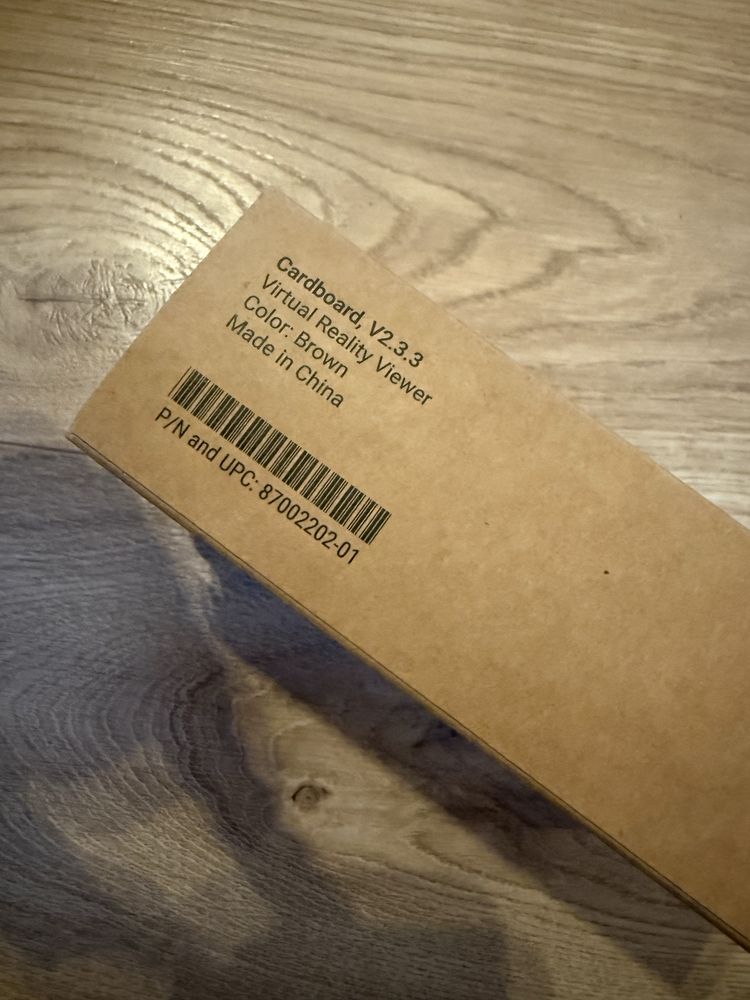 Cardboard, V2.3.3
Virtual Reality Viewer
Color: Brown
Made in China
P/N and UPC: 87002202-01